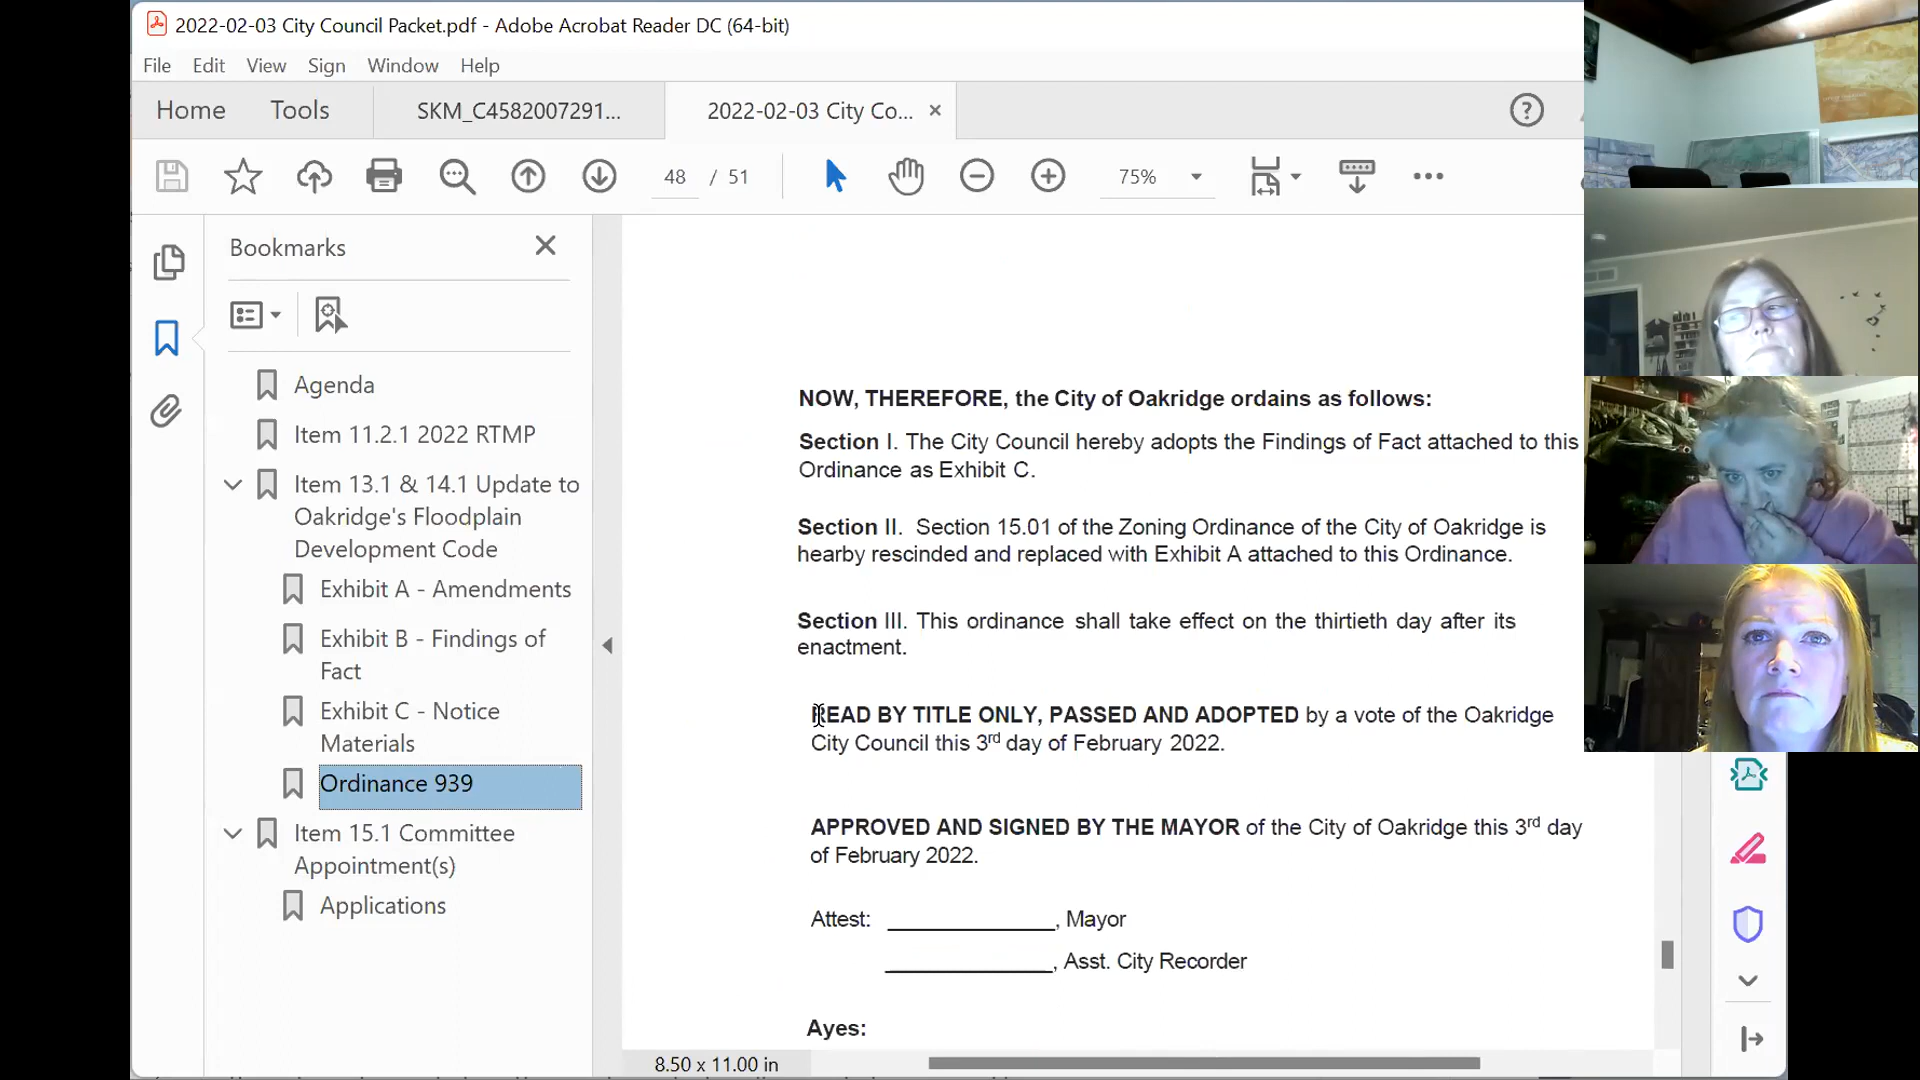 2022-02-03 City Council Packet.pdf - Adobe Acrobat Reader DC (64-bit)
File Edit View Sign Window Help
Home Tools SKM_C4582007291... 2022-02-03 City Co...
48 / 51 75%
Bookmarks
Agenda
Item 11.2.1 2022 RTMP
Item 13.1 & 14.1 Update to
Oakridge's Floodplain
Development Code
Exhibit A - Amendments
Exhibit B - Findings of
Fact
Exhibit C - Notice
Materials
Ordinance 939
Item 15.1 Committee
Appointment(s)
Applications
NOW, THEREFORE, the City of Oakridge ordains as follows:
Section I. The City Council hereby adopts the Findings of Fact attached to this
Ordinance as Exhibit C.
Section II. Section 15.01 of the Zoning Ordinance of the City of Oakridge is
hearby rescinded and replaced with Exhibit A attached to this Ordinance.
Section III. This ordinance shall take effect on the thirtieth day after its
enactment.
READ BY TITLE ONLY, PASSED AND ADOPTED by a vote of the Oakridge
City Council this 3rd day of February 2022.
APPROVED AND SIGNED BY THE MAYOR of the City of Oakridge this 3rd day
of February 2022.
Attest: ______________, Mayor
______________, Asst. City Recorder
Ayes:
8.50 x 11.00 in